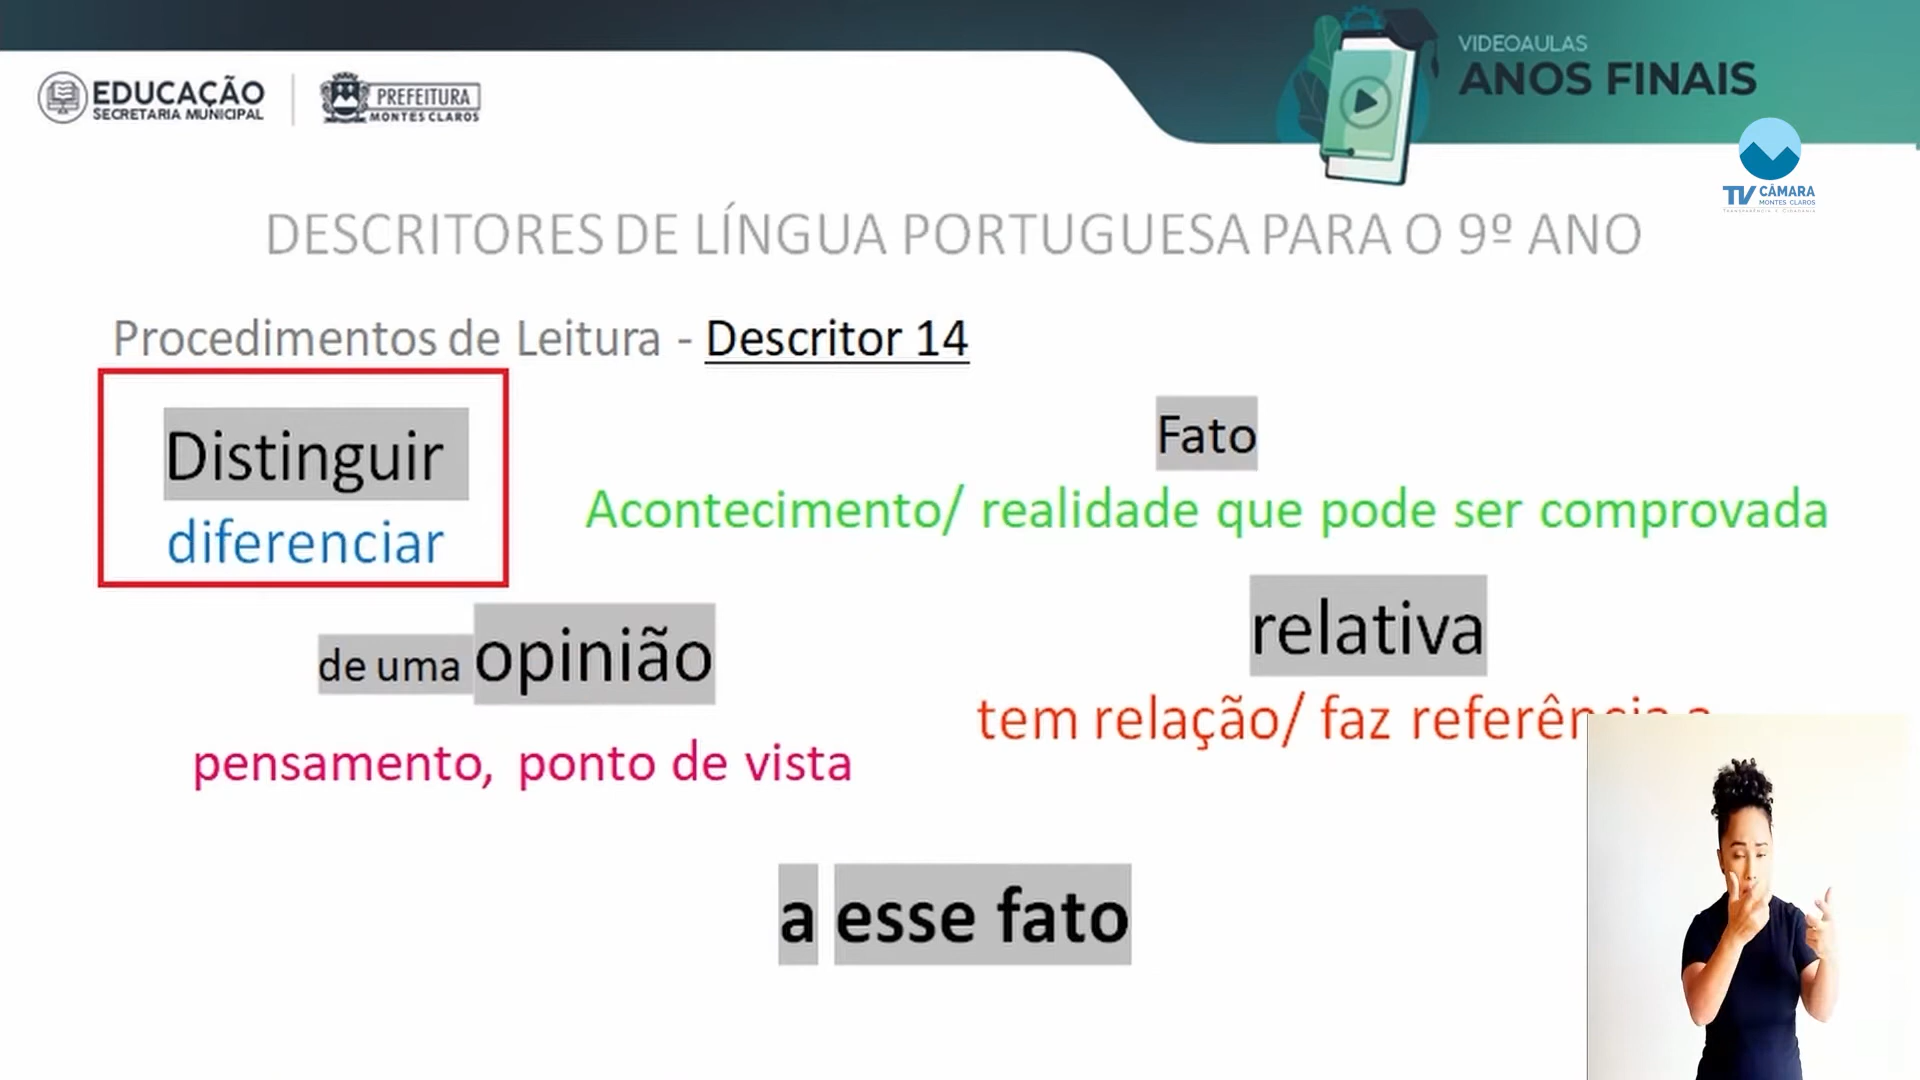 VIDEOAULAS
ANOS FINAIS
EDUCAÇÃO
SECRETARIA MUNICIPAL
PREFEITURA
MONTES CLAROS
TV CÂMARA
MONTES CLAROS
DESCRITORES DE LÍNGUA PORTUGUESA PARA O 9º ANO
Procedimentos de Leitura - Descritor 14
Distinguir
diferenciar
Fato
Acontecimento/ realidade que pode ser comprovada
de uma opinião
pensamento, ponto de vista
relativa
tem relação/ faz referência a
a esse fato